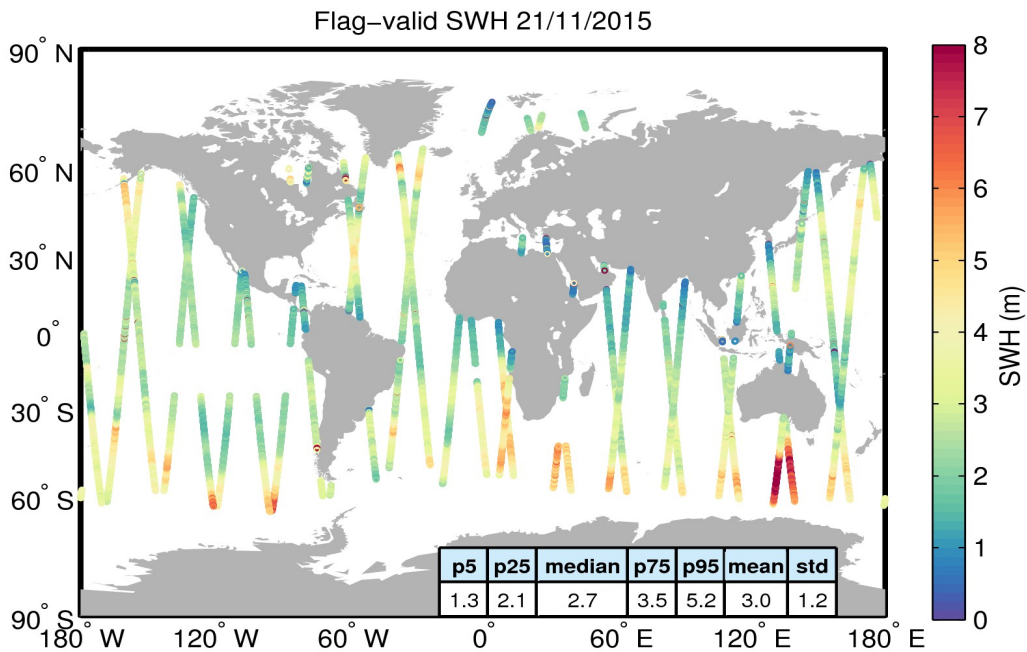 Flag−valid SWH 21/11/2015
90° N
60° N
30° N
0°
30° S
60° S
90° S
180° W
120° W
60° W
0°
60° E
120° E
180° E
p5 p25 median p75 p95 mean std
1.3 2.1 2.7 3.5 5.2 3.0 1.2
8
7
6
5
4
3
2
1
0
SWH (m)